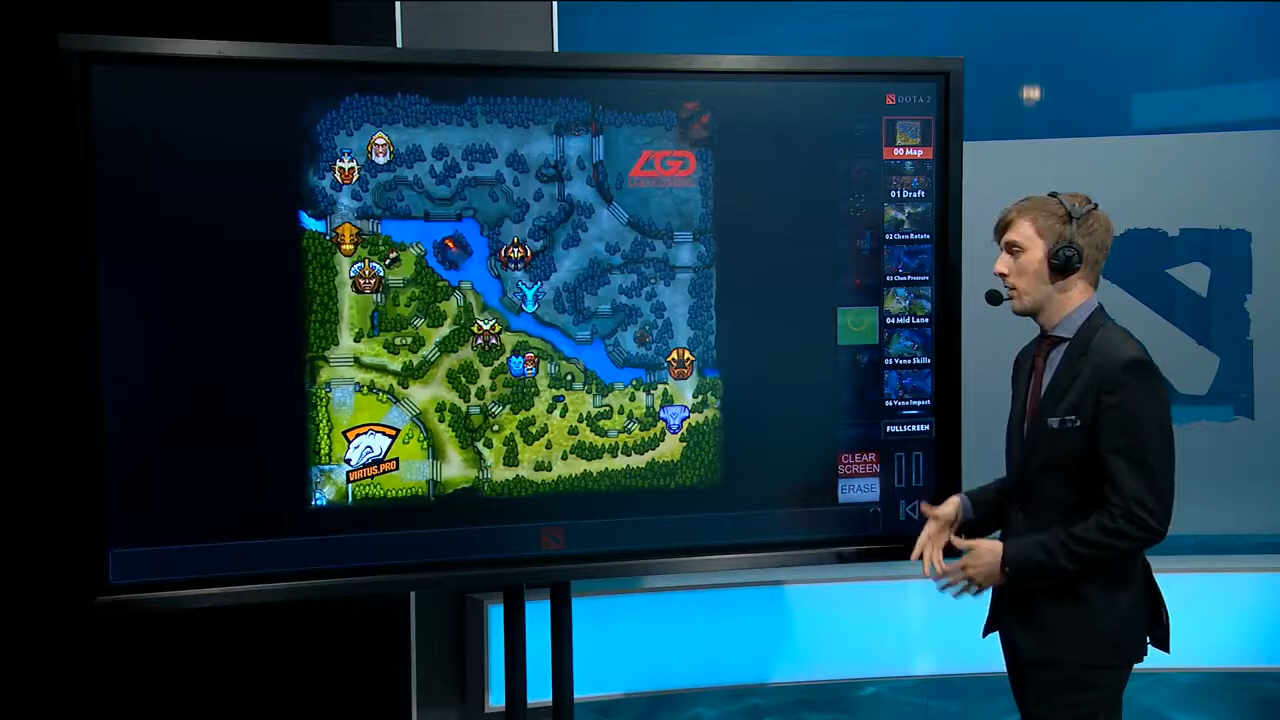 DOTA 2
00 Map
LGD
01 Draft
02 Chen Rotate
03 Chen Pressure
04 Mid Lane
05 Veno Skills
06 Veno Impact
FULLSCREEN
VIRTUS.PRO
CLEAR
SCREEN
ERASE